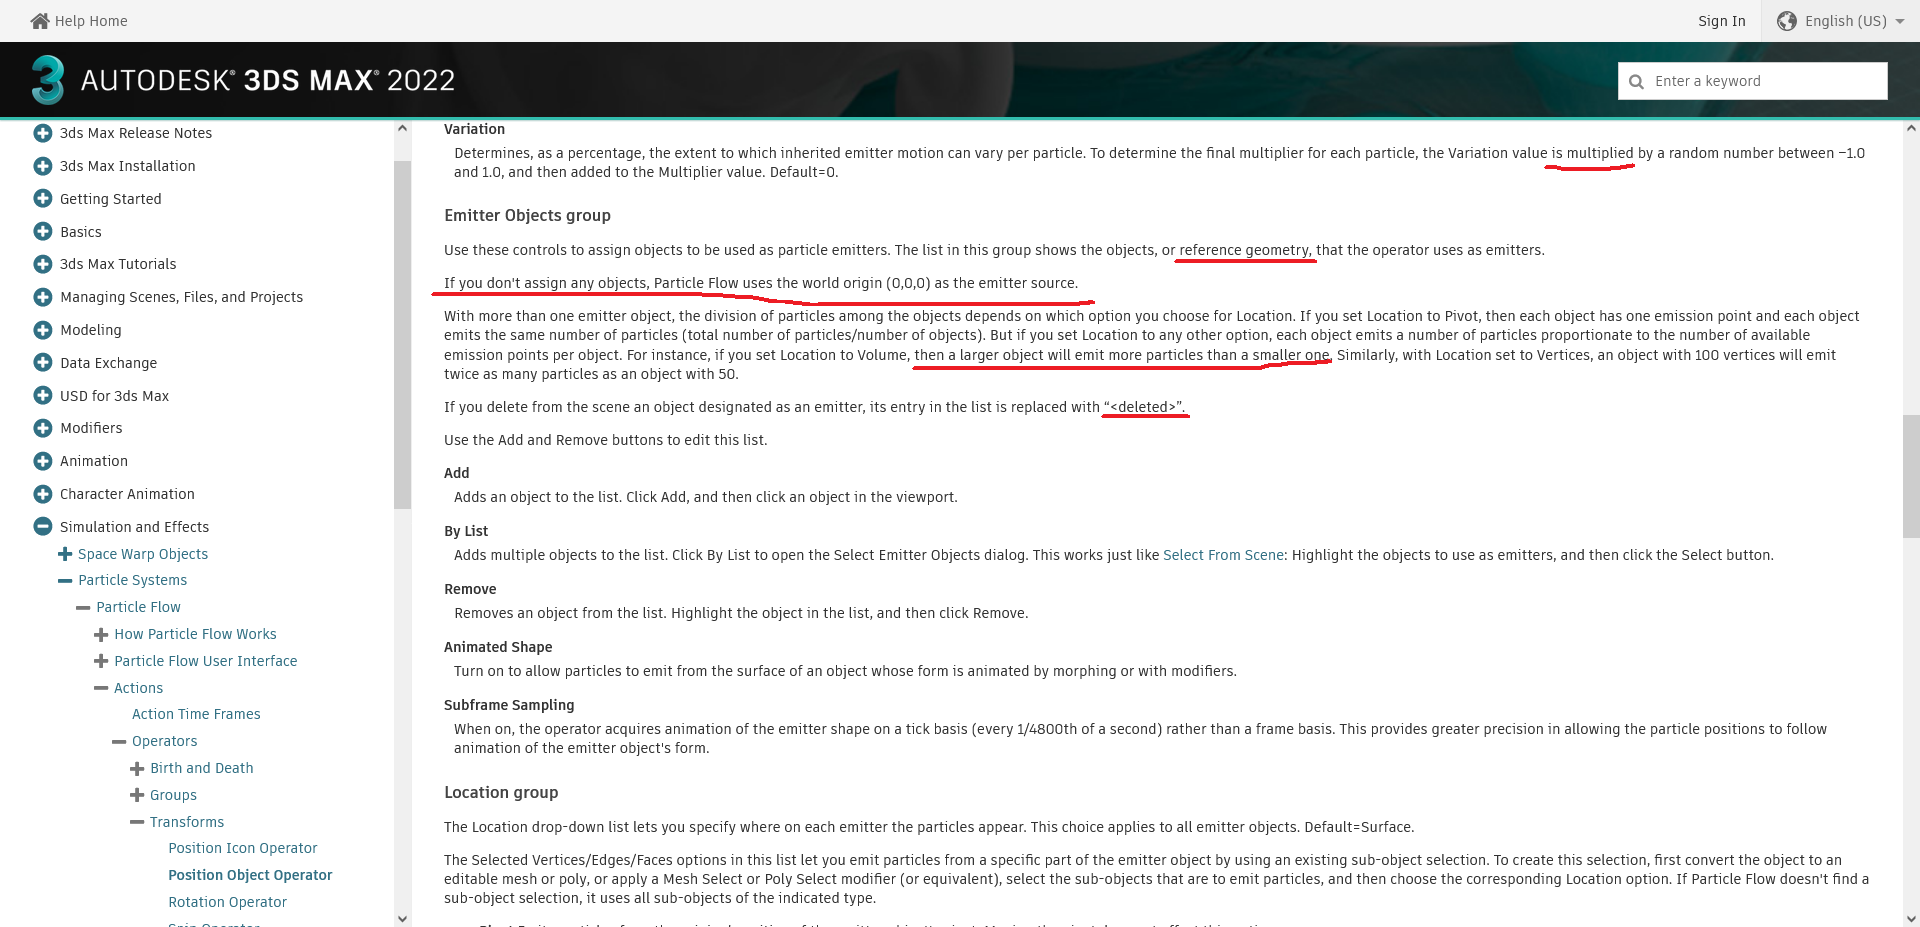 Help Home
Sign In
English (US)
AUTODESK® 3DS MAX® 2022
Enter a keyword
3ds Max Release Notes
3ds Max Installation
Getting Started
Basics
3ds Max Tutorials
Managing Scenes, Files, and Projects
Modeling
Data Exchange
USD for 3ds Max
Modifiers
Animation
Character Animation
Simulation and Effects
Space Warp Objects
Particle Systems
Particle Flow
How Particle Flow Works
Particle Flow User Interface
Actions
Action Time Frames
Operators
Birth and Death
Groups
Transforms
Position Icon Operator
Position Object Operator
Rotation Operator
Variation
Determines, as a percentage, the extent to which inherited emitter motion can vary per particle. To determine the final multiplier for each particle, the Variation value is multiplied by a random number between –1.0
and 1.0, and then added to the Multiplier value. Default=0.
Emitter Objects group
Use these controls to assign objects to be used as particle emitters. The list in this group shows the objects, or reference geometry, that the operator uses as emitters.
If you don't assign any objects, Particle Flow uses the world origin (0,0,0) as the emitter source.
With more than one emitter object, the division of particles among the objects depends on which option you choose for Location. If you set Location to Pivot, then each object has one emission point and each object
emits the same number of particles (total number of particles/number of objects). But if you set Location to any other option, each object emits a number of particles proportionate to the number of available
emission points per object. For instance, if you set Location to Volume, then a larger object will emit more particles than a smaller one. Similarly, with Location set to Vertices, an object with 100 vertices will emit
twice as many particles as an object with 50.
If you delete from the scene an object designated as an emitter, its entry in the list is replaced with “<deleted>”.
Use the Add and Remove buttons to edit this list.
Add
Adds an object to the list. Click Add, and then click an object in the viewport.
By List
Adds multiple objects to the list. Click By List to open the Select Emitter Objects dialog. This works just like Select From Scene: Highlight the objects to use as emitters, and then click the Select button.
Remove
Removes an object from the list. Highlight the object in the list, and then click Remove.
Animated Shape
Turn on to allow particles to emit from the surface of an object whose form is animated by morphing or with modifiers.
Subframe Sampling
When on, the operator acquires animation of the emitter shape on a tick basis (every 1/4800th of a second) rather than a frame basis. This provides greater precision in allowing the particle positions to follow
animation of the emitter object's form.
Location group
The Location drop-down list lets you specify where on each emitter the particles appear. This choice applies to all emitter objects. Default=Surface.
The Selected Vertices/Edges/Faces options in this list let you emit particles from a specific part of the emitter object by using an existing sub-object selection. To create this selection, first convert the object to an
editable mesh or poly, or apply a Mesh Select or Poly Select modifier (or equivalent), select the sub-objects that are to emit particles, and then choose the corresponding Location option. If Particle Flow doesn't find a
sub-object selection, it uses all sub-objects of the indicated type.